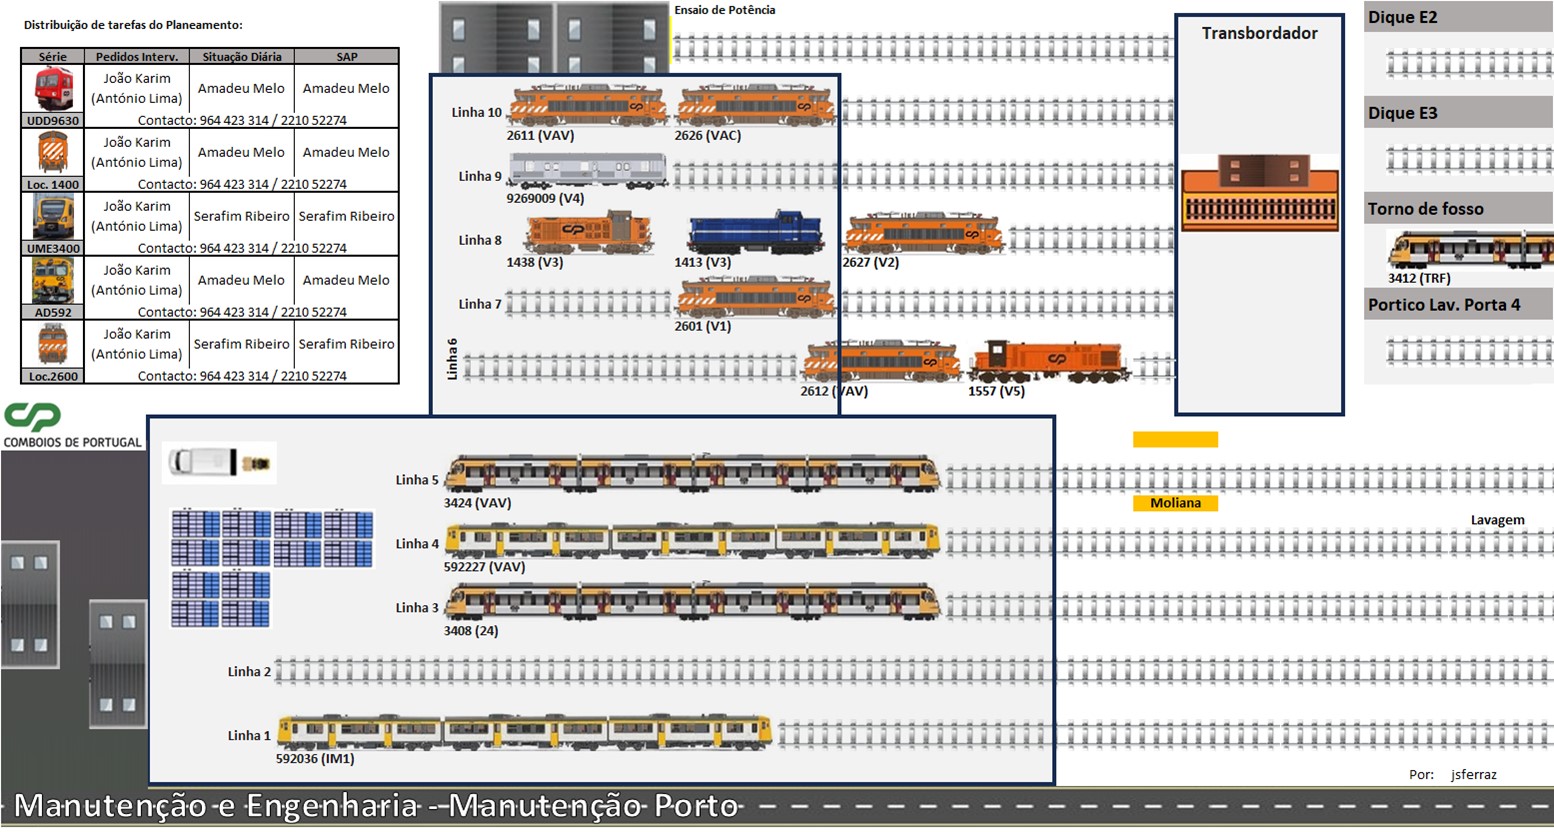 Distribuição de tarefas do Planeamento:
Série Pedidos Interv. Situação Diária SAP
João Karim
(António Lima) Amadeu Melo Amadeu Melo
UDD9630 Contacto: 964 423 314 / 2210 52274
João Karim
(António Lima) Amadeu Melo Amadeu Melo
Loc. 1400 Contacto: 964 423 314 / 2210 52274
João Karim
(António Lima) Serafim Ribeiro Serafim Ribeiro
UME3400 Contacto: 964 423 314 / 2210 52274
João Karim
(António Lima) Amadeu Melo Amadeu Melo
AD592 Contacto: 964 423 314 / 2210 52274
João Karim
(António Lima) Serafim Ribeiro Serafim Ribeiro
Loc.2600 Contacto: 964 423 314 / 2210 52274
CP
COMBOIOS DE PORTUGAL
Ensaio de Potência
Linha 10
2611 (VAV) 2626 (VAC)
Linha 9
9269009 (V4)
Linha 8
1438 (V3) 1413 (V3) 2627 (V2)
Linha 7
2601 (V1)
Linha 6
2612 (VAV) 1557 (V5)
Transbordador
Dique E2
Dique E3
Torno de fosso
3412 (TRF)
Portico Lav. Porta 4
Linha 5
3424 (VAV)
Moliana
Lavagem
Linha 4
592227 (VAV)
Linha 3
3408 (24)
Linha 2
Linha 1
592036 (IM1)
Por: jsferraz
Manutenção e Engenharia - Manutenção Porto